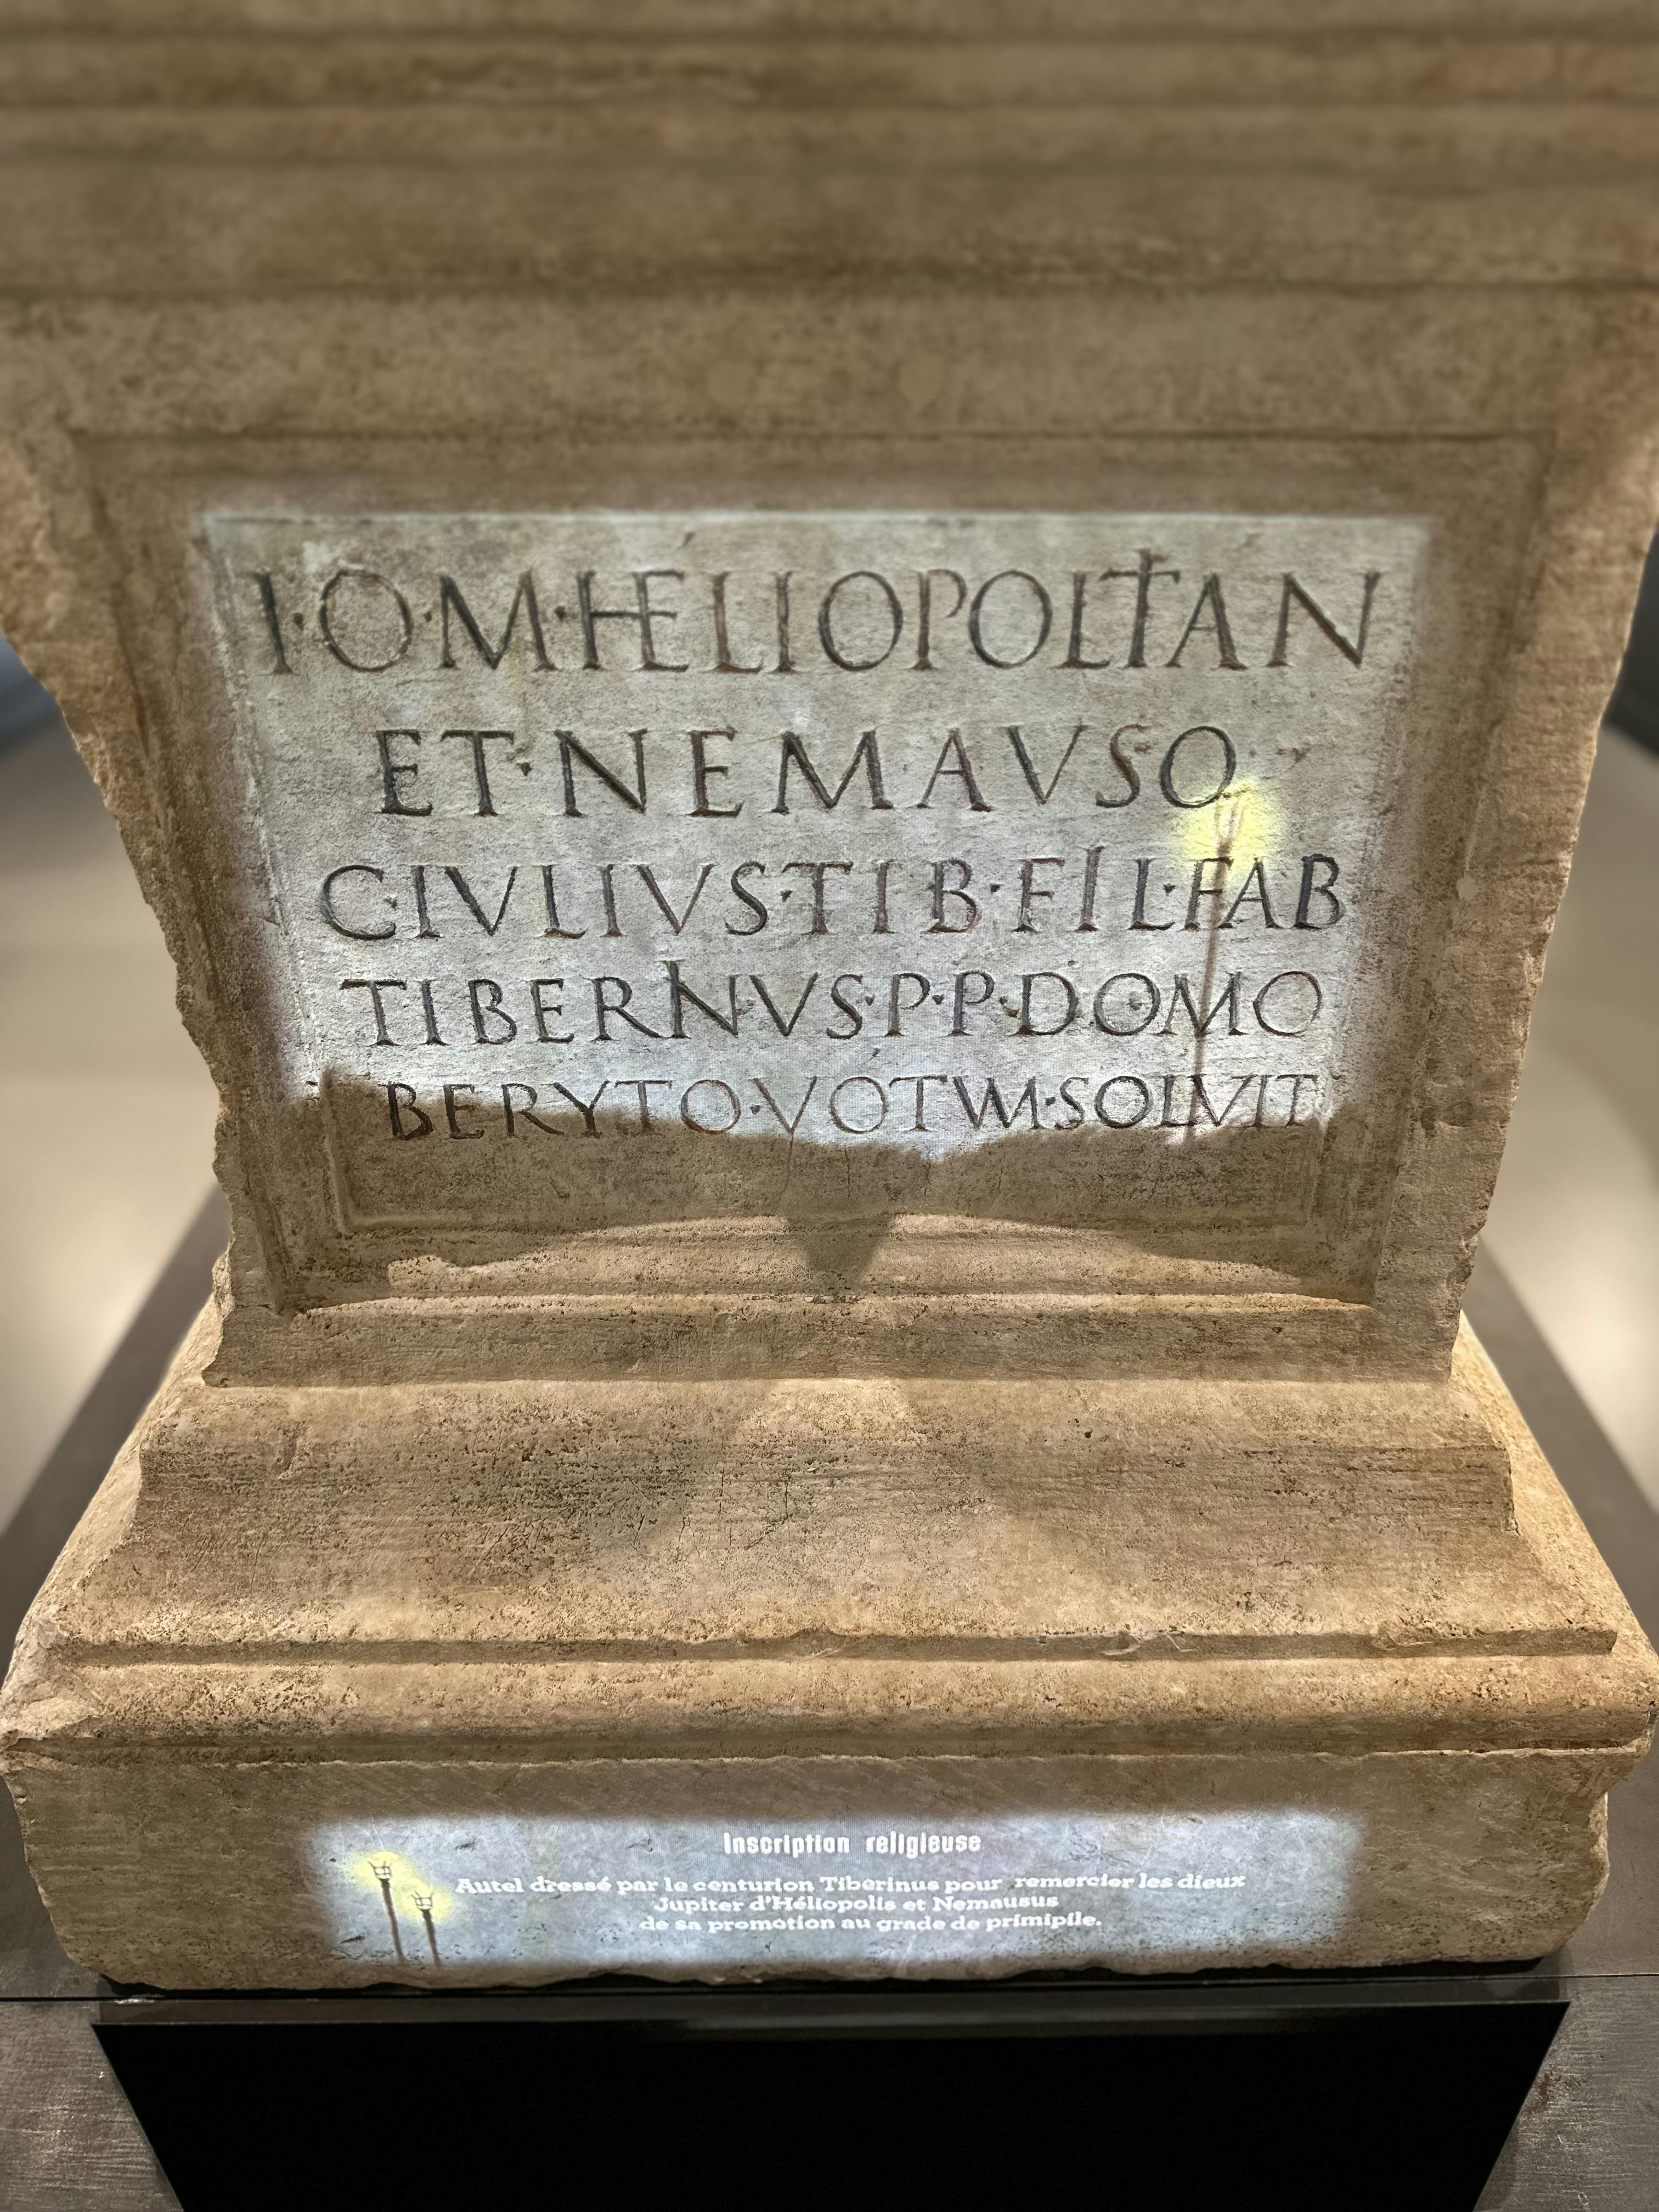 I·O·M·HELIOPOLITAN
ET·NEMAVSO
C·IVLIVS·TIB·FIL·FAB
TIBERINVS·P·P·DOMO
BERYTO·VOTVM·SOLVIT
Inscription religieuse
Autel dressé par le centurion Tiberinus pour remercier les dieux
Jupiter d'Héliopolis et Nemausus
de sa promotion au grade de primipile.